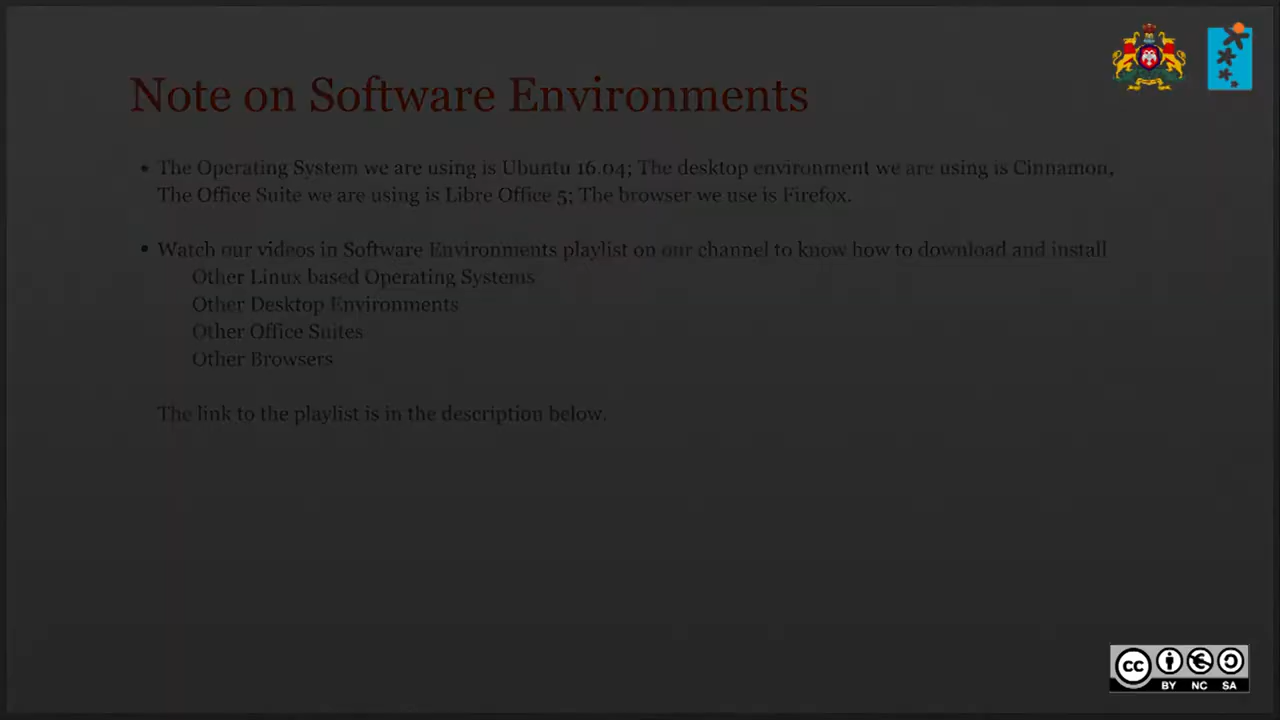 Note on Software Environments
• The Operating System we are using is Ubuntu 16.04; The desktop environment we are using is Cinnamon,
The Office Suite we are using is Libre Office 5; The browser we use is Firefox.
• Watch our videos in Software Environments playlist on our channel to know how to download and install
Other Linux based Operating Systems
Other Desktop Environments
Other Office Suites
Other Browsers
The link to the playlist is in the description below.
cc
BY NC SA